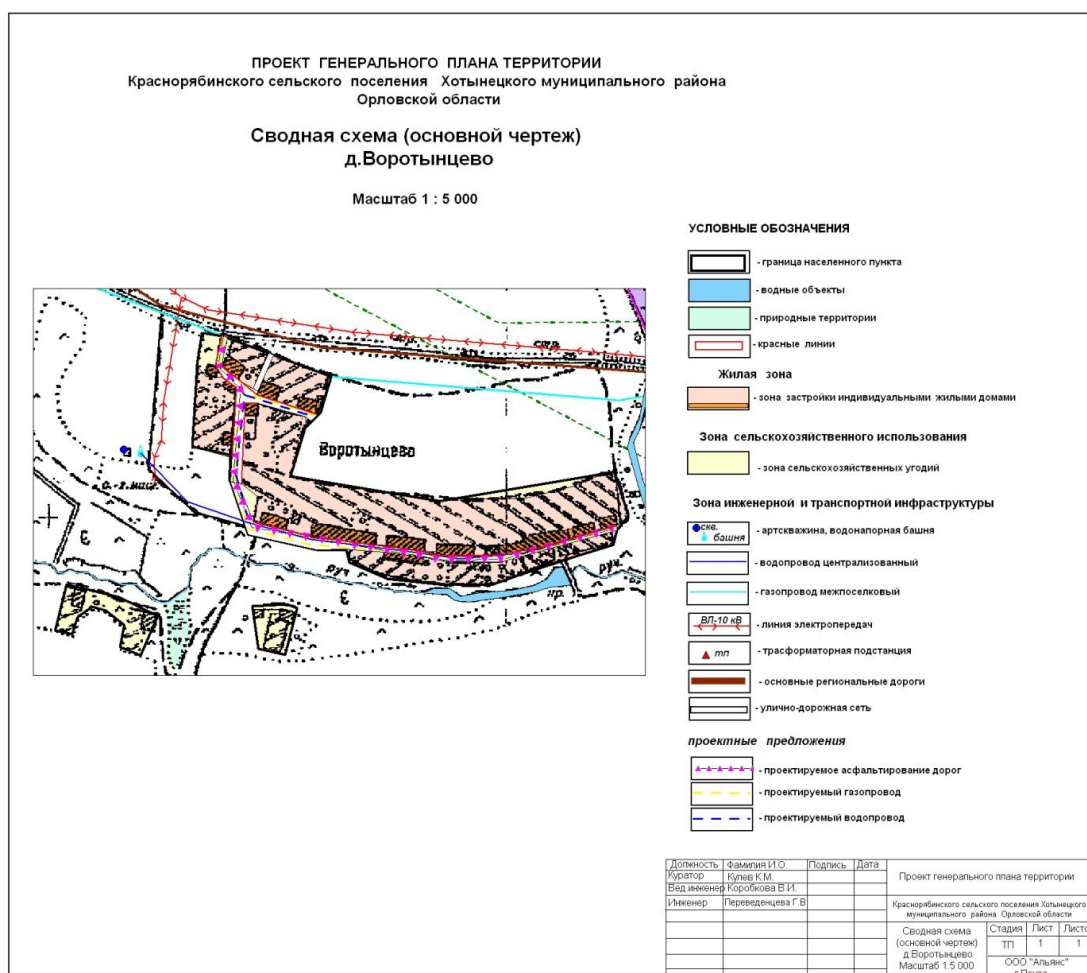 ПРОЕКТ ГЕНЕРАЛЬНОГО ПЛАНА ТЕРРИТОРИИ
Краснорябинского сельского поселения Хотынецкого муниципального района
Орловской области
Сводная схема (основной чертеж)
д.Воротынцево
Масштаб 1 : 5 000
УСЛОВНЫЕ ОБОЗНАЧЕНИЯ
- граница населенного пункта
- водные объекты
- природные территории
- красные линии
Жилая зона
- зона застройки индивидуальными жилыми домами
Зона сельскохозяйственного использования
- зона сельскохозяйственных угодий
Зона инженерной и транспортной инфраструктуры
скв.
башня
- артскважина, водонапорная башня
- водопровод централизованный
- газопровод межпоселковый
ВЛ-10 кВ
- линия электропередач
тп
- трасформаторная подстанция
- основные региональные дороги
- улично-дорожная сеть
проектные предложения
- проектируемое асфальтирование дорог
- проектируемый газопровод
- проектируемый водопровод
Воротынцево
руч
руч.
Должность Фамилия И.О. Подпись Дата
Куратор Кулев К.М.
Вед.инженер Коробкова В.И.
Инженер Переведенцева Г.В
Проект генерального плана территории
Краснорябинского сельского поселения Хотынецкого
муниципального района Орловской области
Сводная схема
(основной чертеж)
д.Воротынцево
Масштаб 1:5 000
Стадия Лист Листо
ТП 1 1
ООО "Альянс"